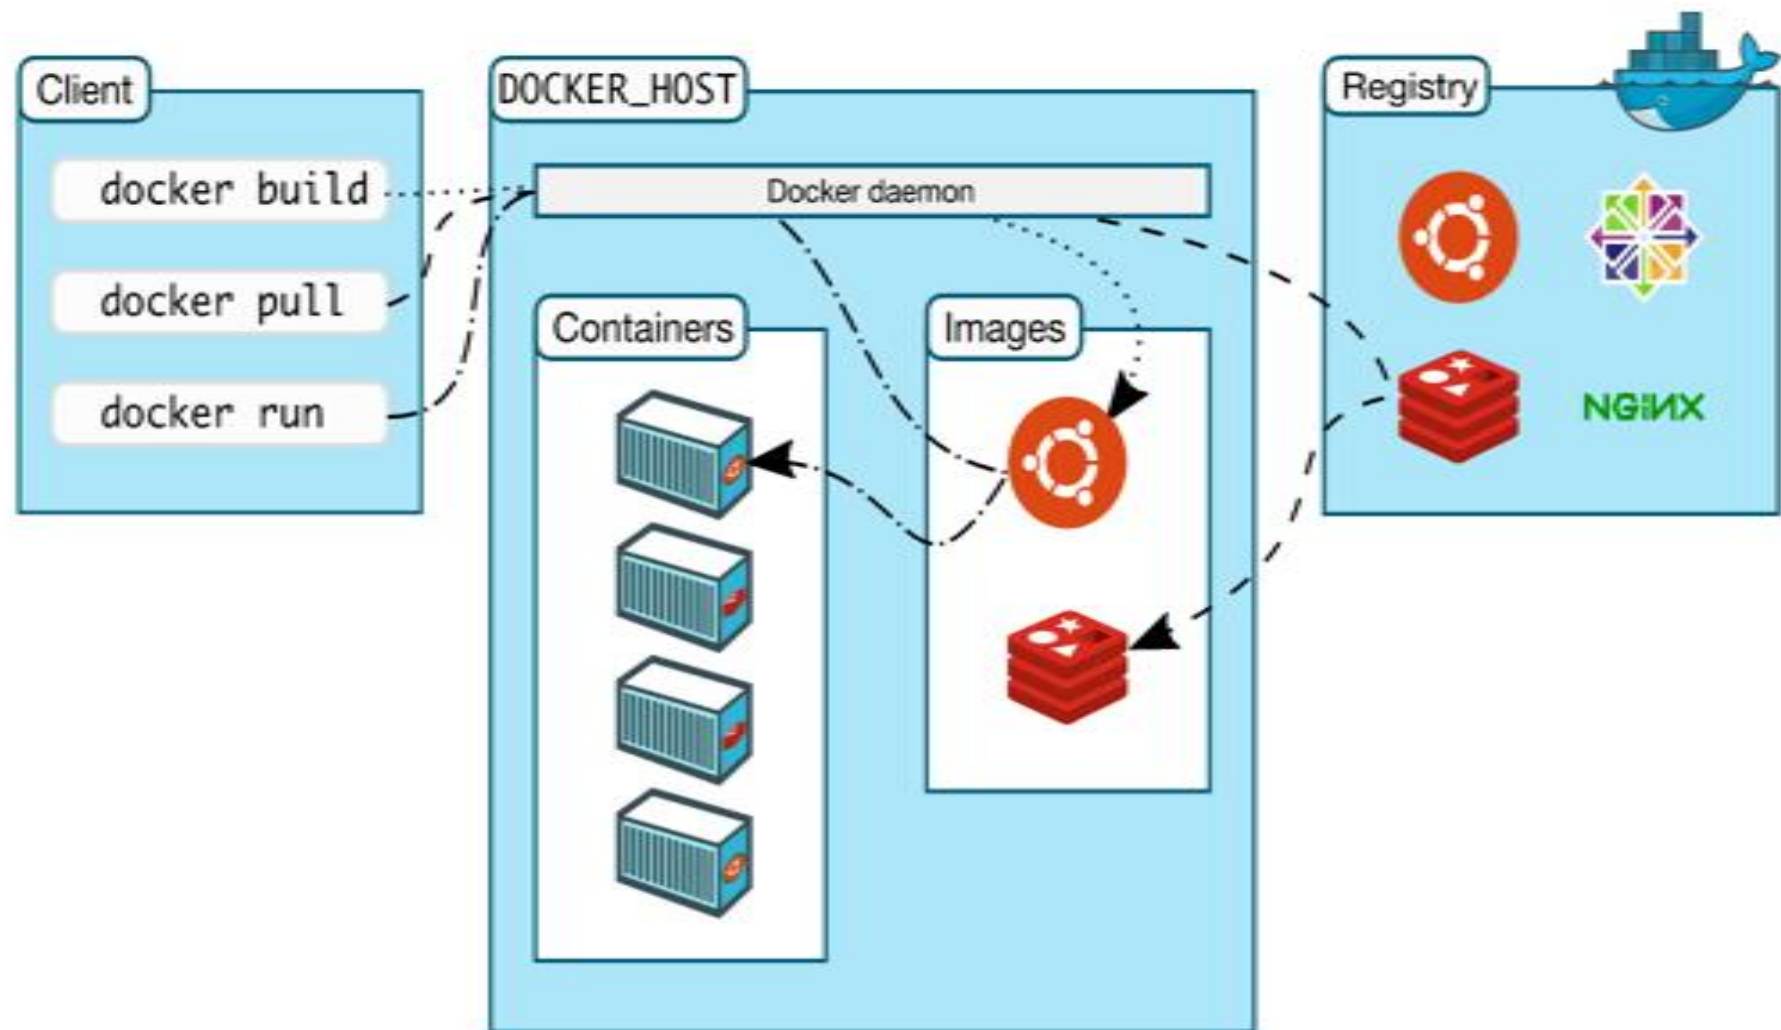 Client
docker build
docker pull
docker run
DOCKER_HOST
Docker daemon
Containers
Images
Registry
NGINX